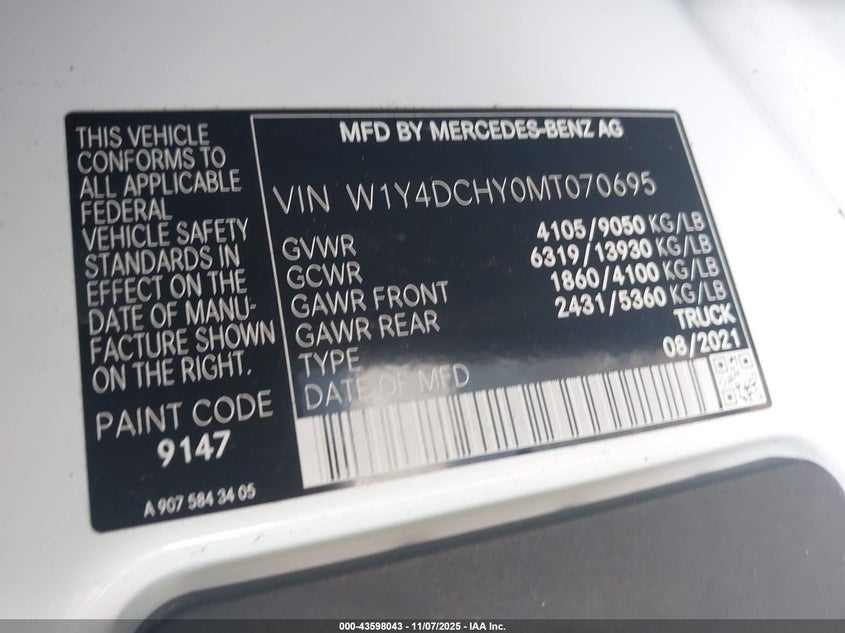 THIS VEHICLE
CONFORMS TO
ALL APPLICABLE
FEDERAL
VEHICLE SAFETY
STANDARDS IN
EFFECT ON THE
DATE OF MANU-
FACTURE SHOWN
ON THE RIGHT.
PAINT CODE
9147
A 907 584 34 05
MFD BY MERCEDES-BENZ AG
VIN W1Y4DCHY0MT070695
GVWR 4105/9050 KG/LB
GCWR 6319/13930 KG/LB
GAWR FRONT 1860/4100 KG/LB
GAWR REAR 2431/5360 KG/LB
TYPE TRUCK
DATE OF MFD 08/2021
000-43598043 - 11/07/2025 - IAA Inc.